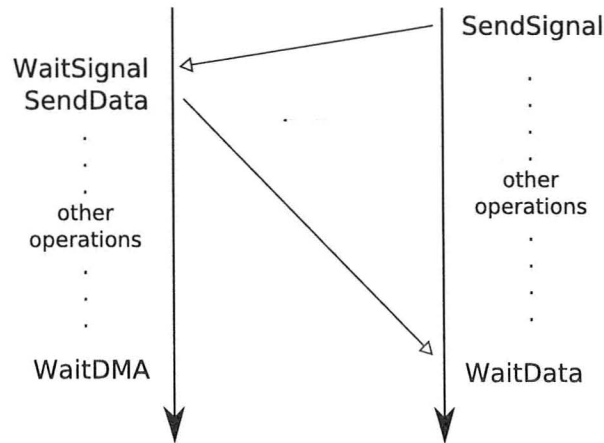 SendSignal
WaitSignal
SendData
other
operations
other
operations
WaitDMA
WaitData